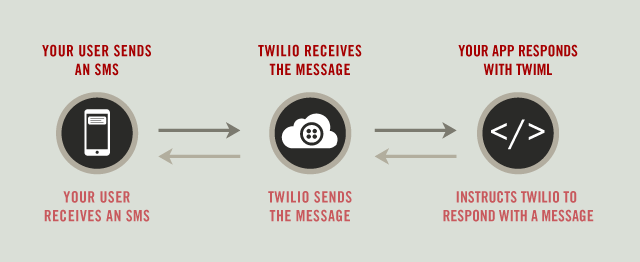 YOUR USER SENDS
AN SMS
TWILIO RECEIVES
THE MESSAGE
YOUR APP RESPONDS
WITH TWIML
</>
YOUR USER
RECEIVES AN SMS
TWILIO SENDS
THE MESSAGE
INSTRUCTS TWILIO TO
RESPOND WITH A MESSAGE